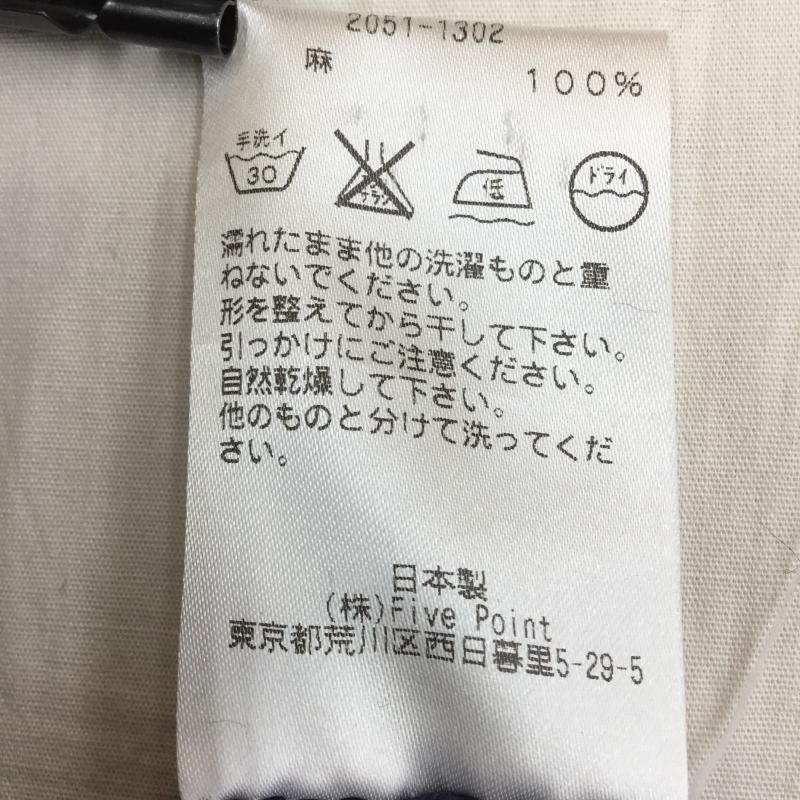 2051-1302
麻 100%
手洗イ
30
低
ドライ
濡れたまま他の洗濯ものと重
ねないでください。
形を整えてから干して下さい。
引っかけにご注意ください。
自然乾燥して下さい。
他のものと分けて洗ってくだ
さい。
日本製
(株)Five Point
東京都荒川区西日暮里5-29-5